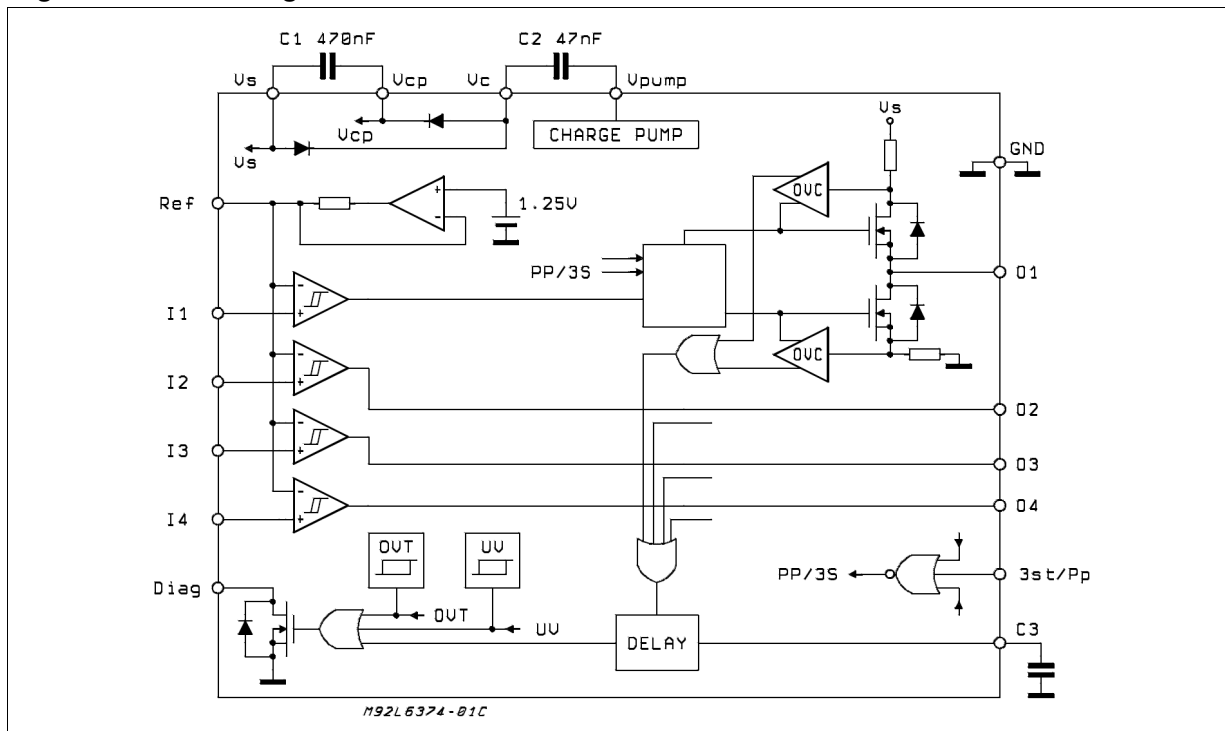 C1 470nF
C2 47nF
Vs
Vcp
Vc
Vpump
Vs
Vcp
CHARGE PUMP
Vs
GND
Ref
OVC
1.25V
PP/3S
O1
I1
OVC
I2
O2
I3
O3
I4
O4
OVT
UV
PP/3S
3st/Pp
Diag
OVT
UV
DELAY
C3
M92L6374-01C